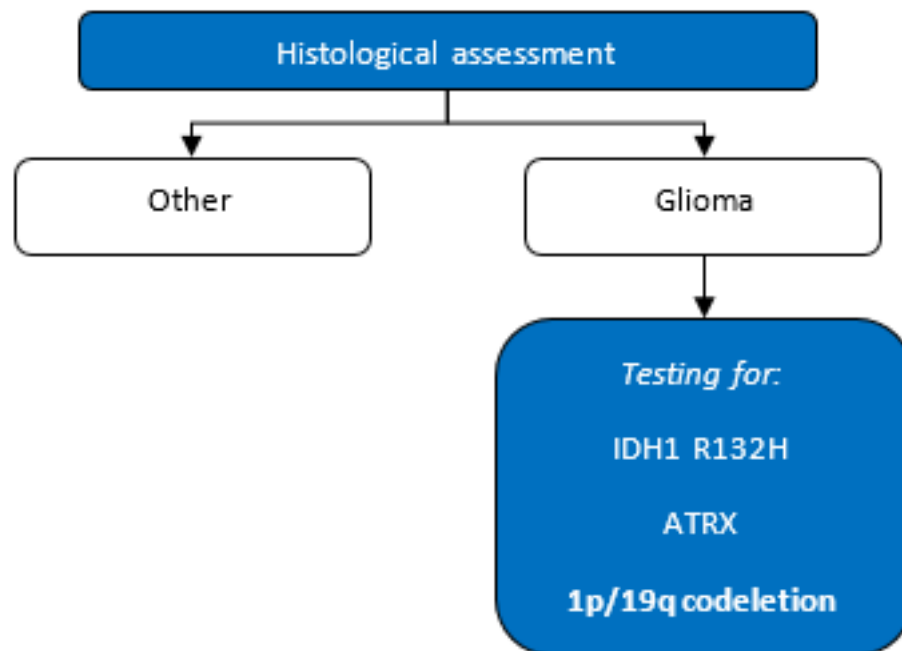 Histological assessment
Other
Glioma
Testing for:
IDH1 R132H
ATRX
1p/19q codeletion